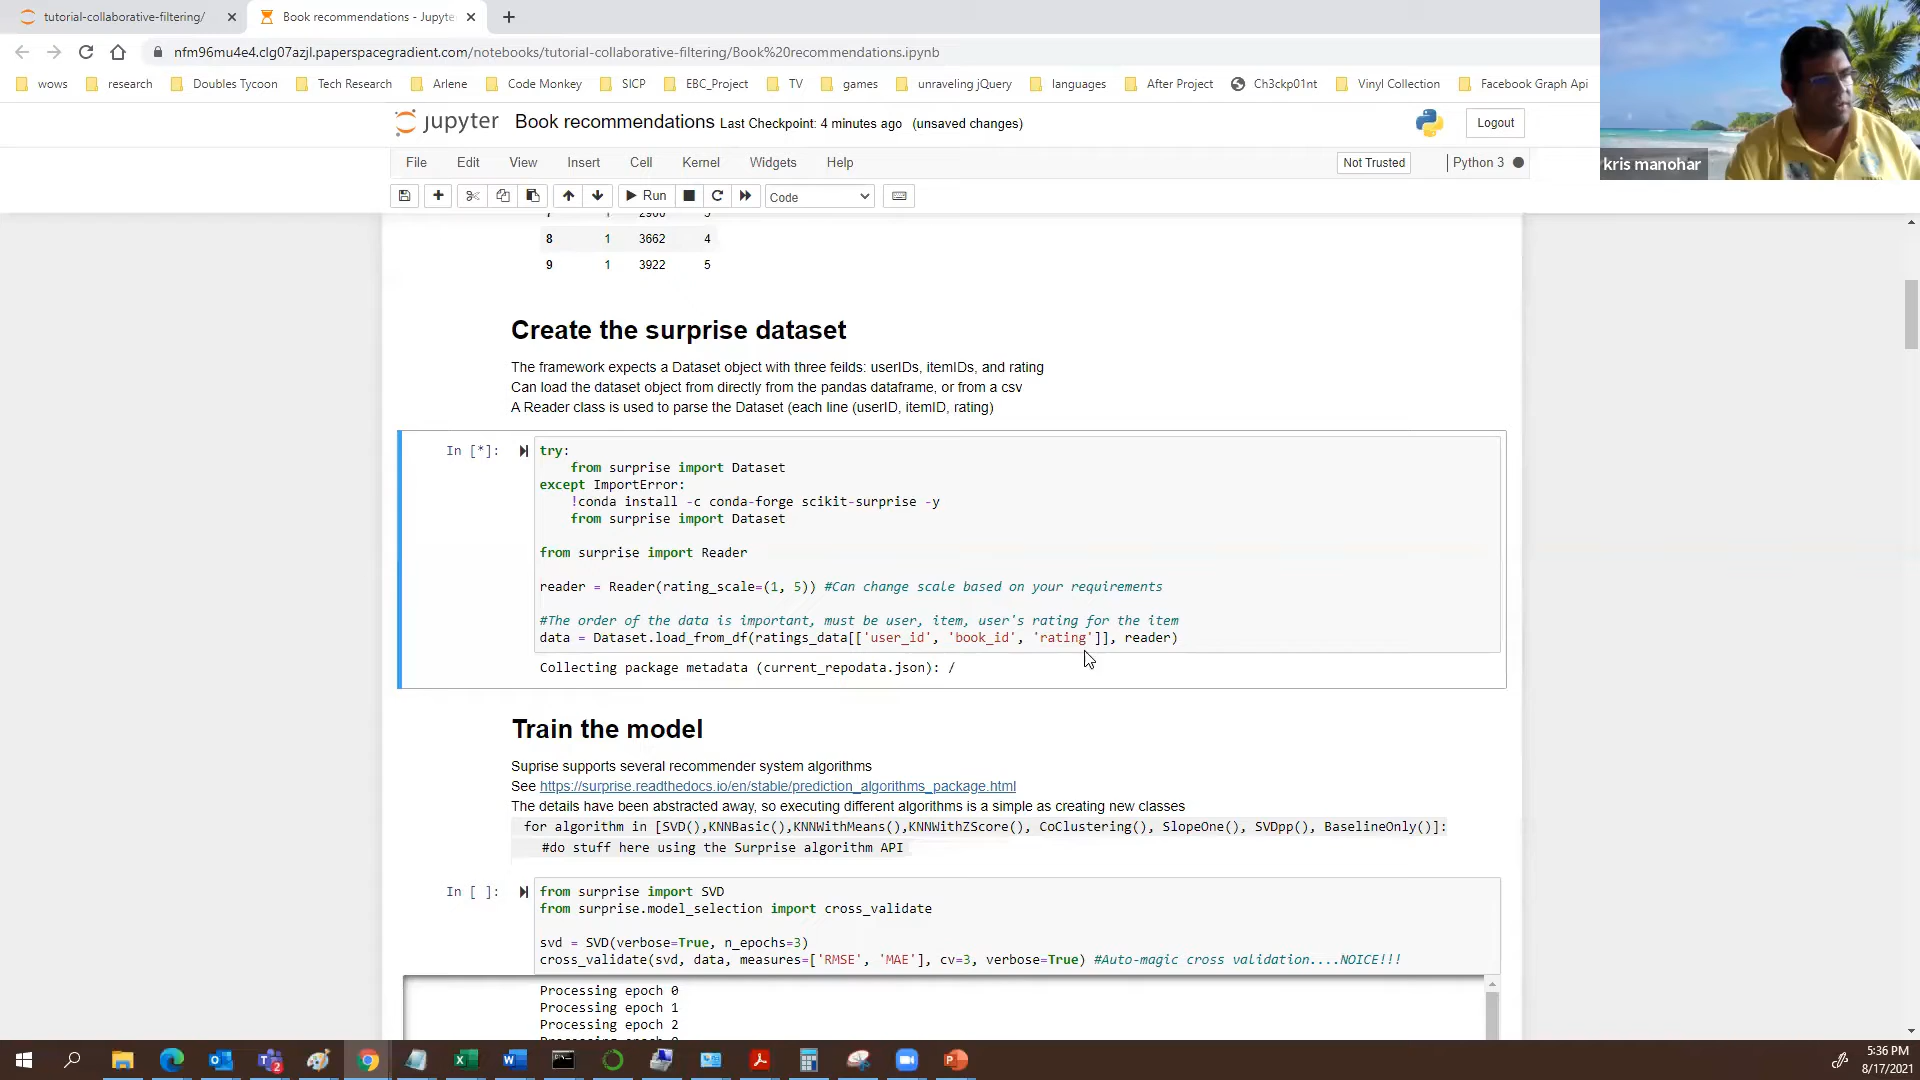 tutorial-collaborative-filtering/
Book recommendations - Jupyte
nfm96mu4e4.clg07azjl.paperspacegradient.com/notebooks/tutorial-collaborative-filtering/Book%20recommendations.ipynb
wows research Doubles Tycoon Tech Research Arlene Code Monkey SICP EBC_Project TV games unraveling jQuery languages After Project Ch3ckp01nt Vinyl Collection Facebook Graph Api
kris manohar
jupyter Book recommendations Last Checkpoint: 4 minutes ago (unsaved changes) Logout
File Edit View Insert Cell Kernel Widgets Help Not Trusted Python 3
Run Code
8 1 3662 4
9 1 3922 5
Create the surprise dataset
The framework expects a Dataset object with three feilds: userIDs, itemIDs, and rating
Can load the dataset object from directly from the pandas dataframe, or from a csv
A Reader class is used to parse the Dataset (each line (userID, itemID, rating)
In [*]: try:
from surprise import Dataset
except ImportError:
!conda install -c conda-forge scikit-surprise -y
from surprise import Dataset
from surprise import Reader
reader = Reader(rating_scale=(1, 5)) #Can change scale based on your requirements
#The order of the data is important, must be user, item, user's rating for the item
data = Dataset.load_from_df(ratings_data[['user_id', 'book_id', 'rating']], reader)
Collecting package metadata (current_repodata.json): /
Train the model
Suprise supports several recommender system algorithms
See https://surprise.readthedocs.io/en/stable/prediction_algorithms_package.html
The details have been abstracted away, so executing different algorithms is a simple as creating new classes
for algorithm in [SVD(),KNNBasic(),KNNWithMeans(),KNNWithZScore(), CoClustering(), SlopeOne(), SVDpp(), BaselineOnly()]:
#do stuff here using the Surprise algorithm API
In [ ]: from surprise import SVD
from surprise.model_selection import cross_validate
svd = SVD(verbose=True, n_epochs=3)
cross_validate(svd, data, measures=['RMSE', 'MAE'], cv=3, verbose=True) #Auto-magic cross validation....NOICE!!!
Processing epoch 0
Processing epoch 1
Processing epoch 2
5:36 PM
8/17/2021